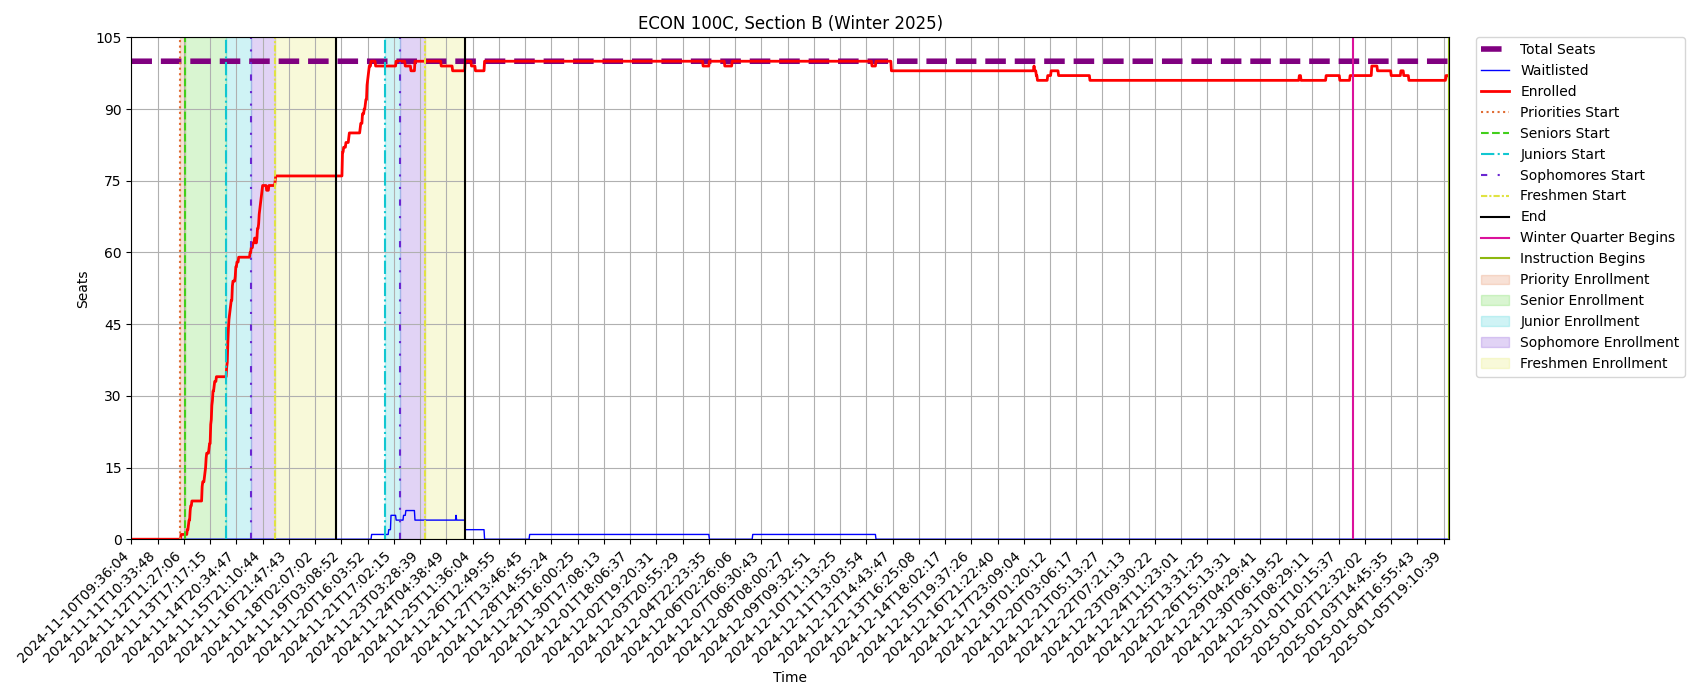 ECON 100C, Section B (Winter 2025)
105
90
75
60
45
30
15
0
Seats
2024-11-10T09:36:04
2024-11-11T10:33:48
2024-11-12T11:27:06
2024-11-13T17:17:15
2024-11-14T20:34:47
2024-11-15T21:10:44
2024-11-16T21:47:43
2024-11-18T02:07:02
2024-11-19T03:08:52
2024-11-20T16:03:52
2024-11-21T17:02:15
2024-11-23T03:28:39
2024-11-24T04:38:49
2024-11-25T11:36:04
2024-11-26T12:49:55
2024-11-27T13:46:45
2024-11-28T14:55:24
2024-11-29T16:00:25
2024-11-30T17:08:13
2024-12-01T18:06:37
2024-12-02T19:20:31
2024-12-03T20:55:29
2024-12-04T22:23:35
2024-12-06T02:26:06
2024-12-07T06:30:43
2024-12-08T08:00:27
2024-12-09T09:32:51
2024-12-10T11:13:25
2024-12-11T13:03:54
2024-12-12T14:43:47
2024-12-13T16:25:08
2024-12-14T18:02:17
2024-12-15T19:37:26
2024-12-16T21:22:40
2024-12-17T23:09:04
2024-12-19T01:20:12
2024-12-20T03:06:17
2024-12-21T05:13:27
2024-12-22T07:21:13
2024-12-23T09:30:22
2024-12-24T11:23:01
2024-12-25T13:31:25
2024-12-26T15:13:31
2024-12-29T04:29:41
2024-12-30T06:19:52
2024-12-31T08:29:11
2025-01-01T10:15:37
2025-01-02T12:32:02
2025-01-03T14:45:35
2025-01-04T16:55:43
2025-01-05T19:10:39
Time
Total Seats
Waitlisted
Enrolled
Priorities Start
Seniors Start
Juniors Start
Sophomores Start
Freshmen Start
End
Winter Quarter Begins
Instruction Begins
Priority Enrollment
Senior Enrollment
Junior Enrollment
Sophomore Enrollment
Freshmen Enrollment